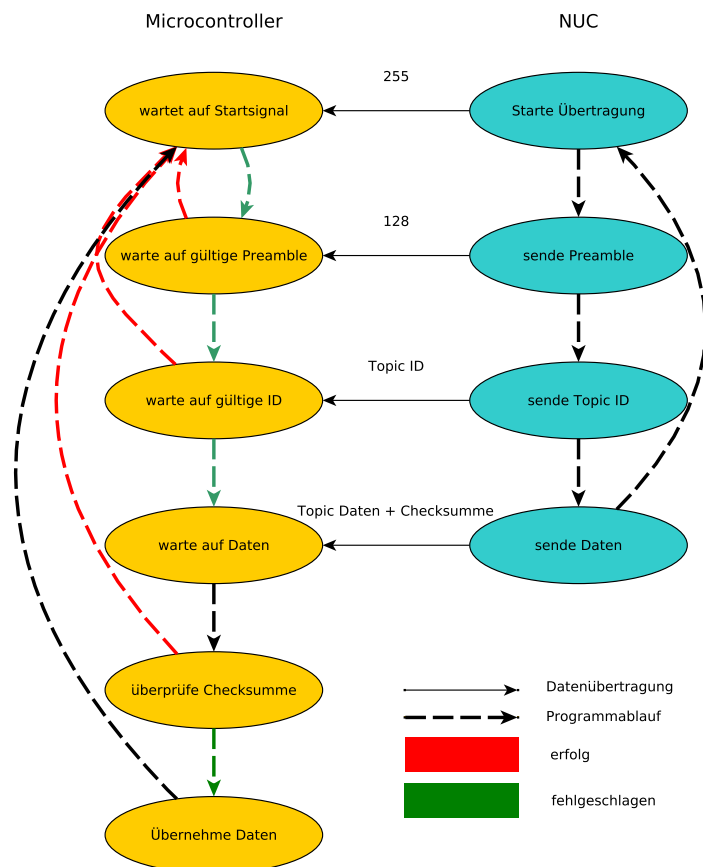 Microcontroller
NUC
255
wartet auf Startsignal
Starte Übertragung
128
warte auf gültige Preamble
sende Preamble
Topic ID
warte auf gültige ID
sende Topic ID
Topic Daten + Checksumme
warte auf Daten
sende Daten
überprüfe Checksumme
Datenübertragung
Programmablauf
erfolg
fehlgeschlagen
Übernehme Daten